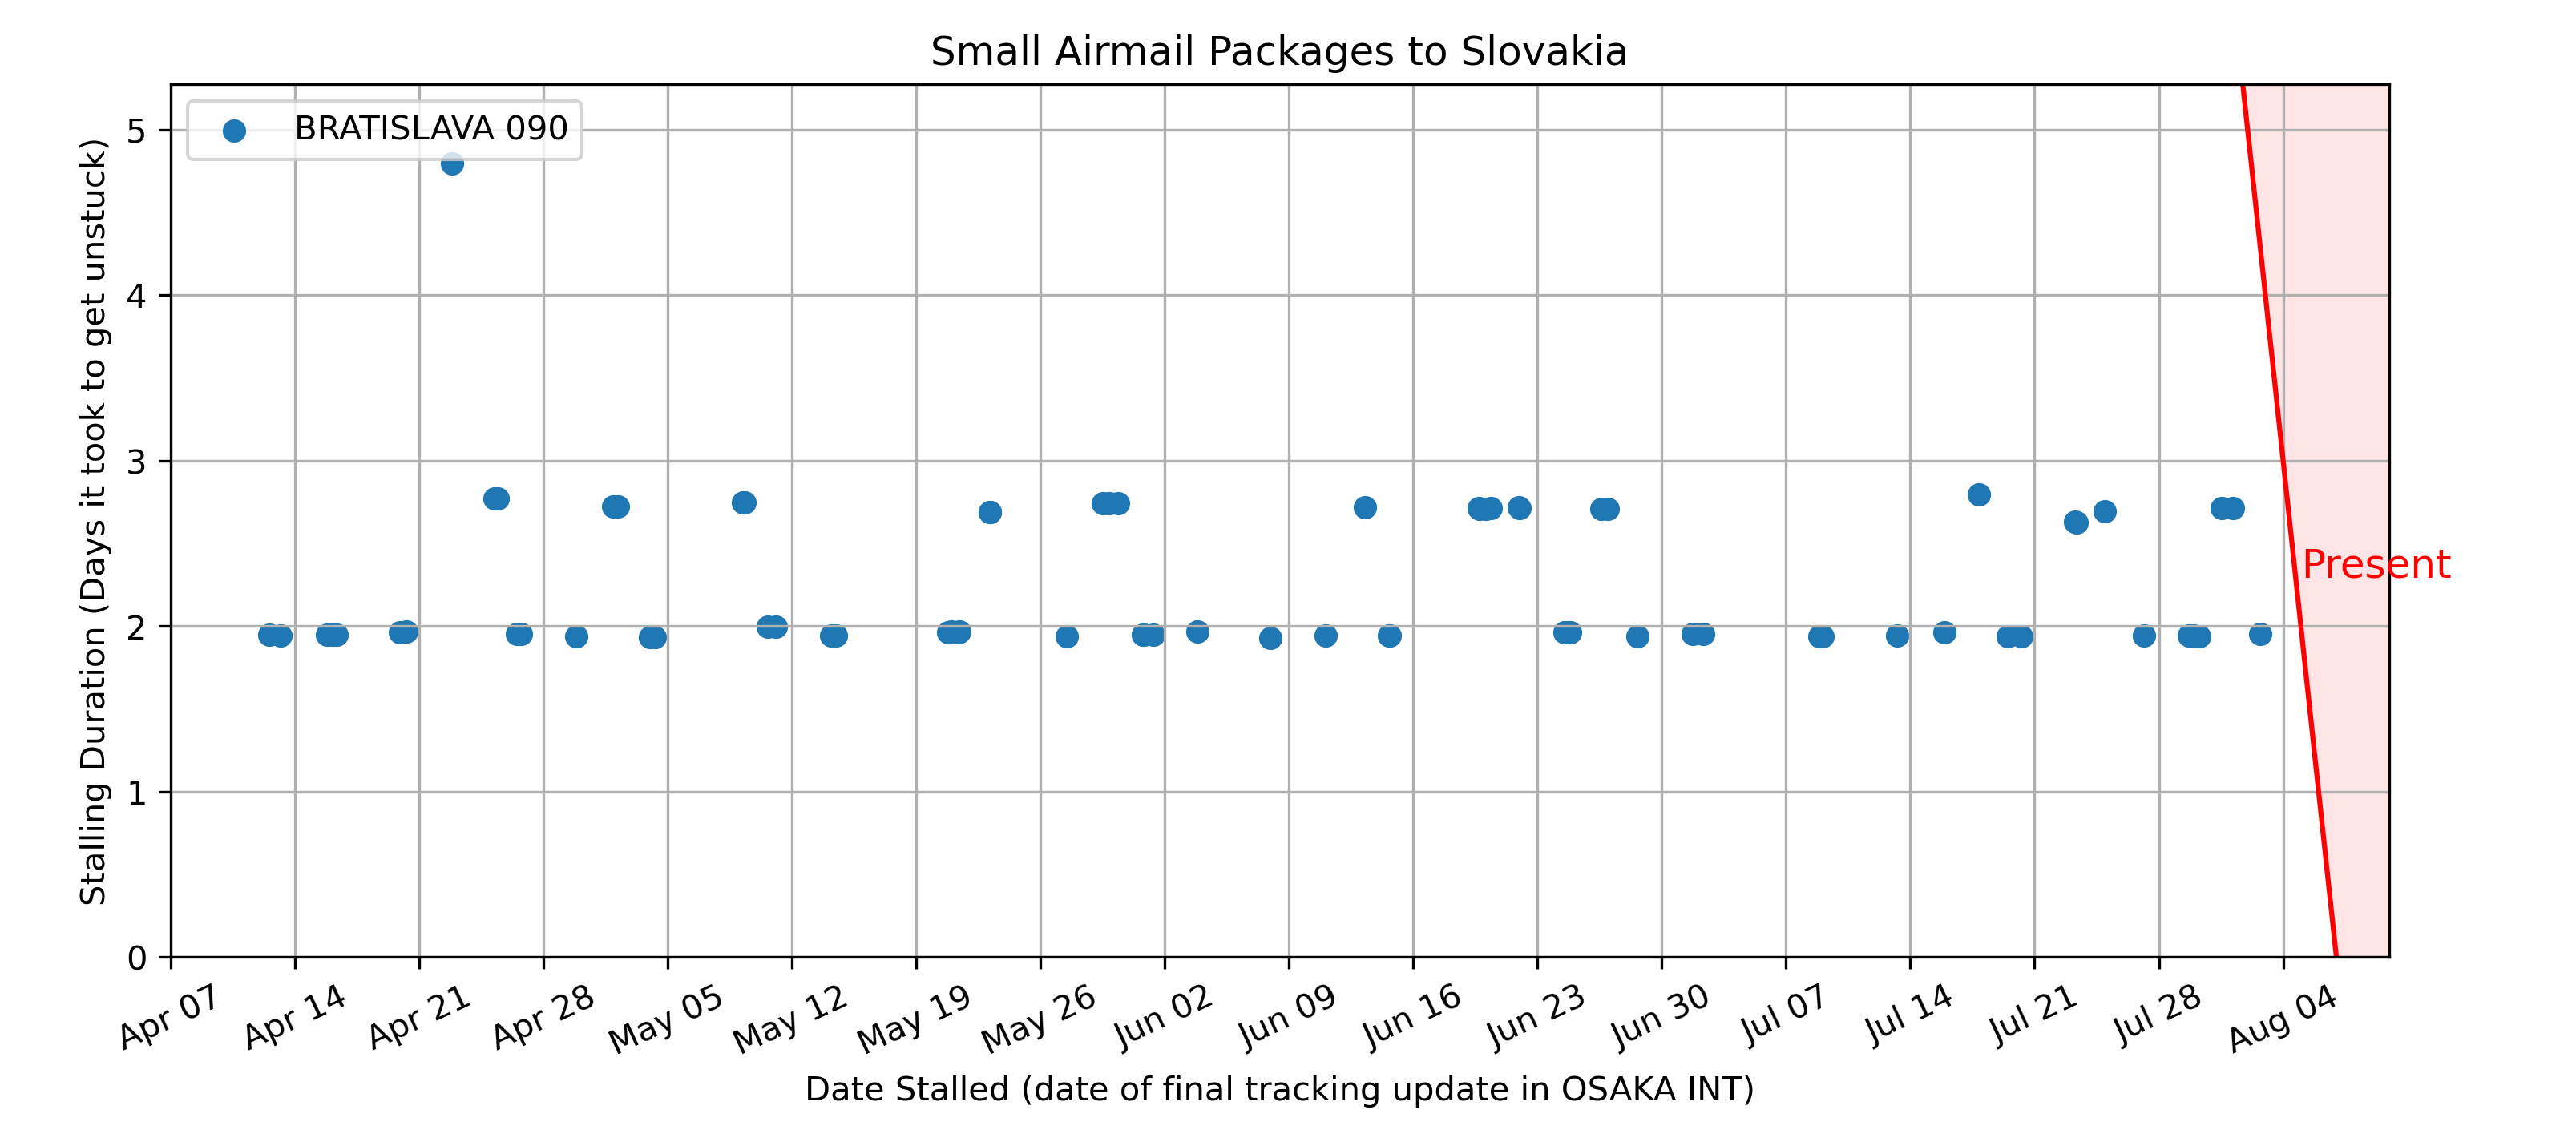 Small Airmail Packages to Slovakia
BRATISLAVA 090
Stalling Duration (Days it took to get unstuck)
5
4
3
2
1
0
Present
Apr 07
Apr 14
Apr 21
Apr 28
May 05
May 12
May 19
May 26
Jun 02
Jun 09
Jun 16
Jun 23
Jun 30
Jul 07
Jul 14
Jul 21
Jul 28
Aug 04
Date Stalled (date of final tracking update in OSAKA INT)